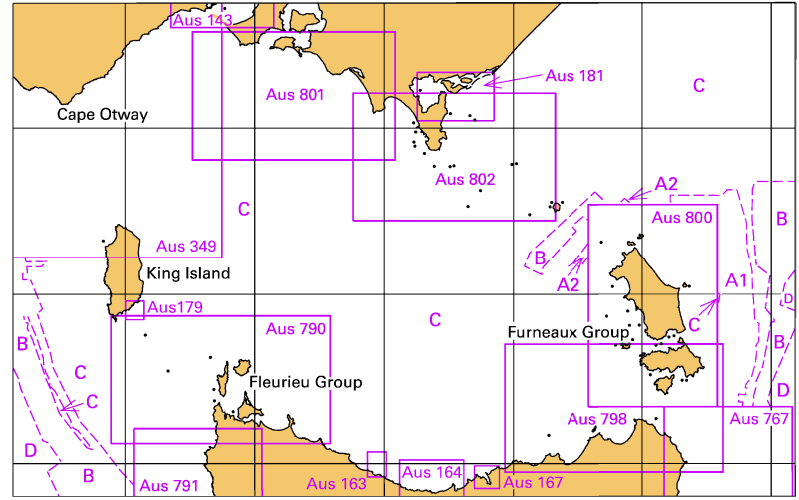 Aus 143
Aus 181
C
Aus 801
Cape Otway
Aus 802
A2
C
B
Aus 800
Aus 349
B
King Island
A2
A1
D
Aus179
C
C
Aus 790
Furneaux Group
B
B
C
Fleurieu Group
C
D
Aus 798
Aus 767
D
B
Aus 791
Aus 163
Aus 164
Aus 167